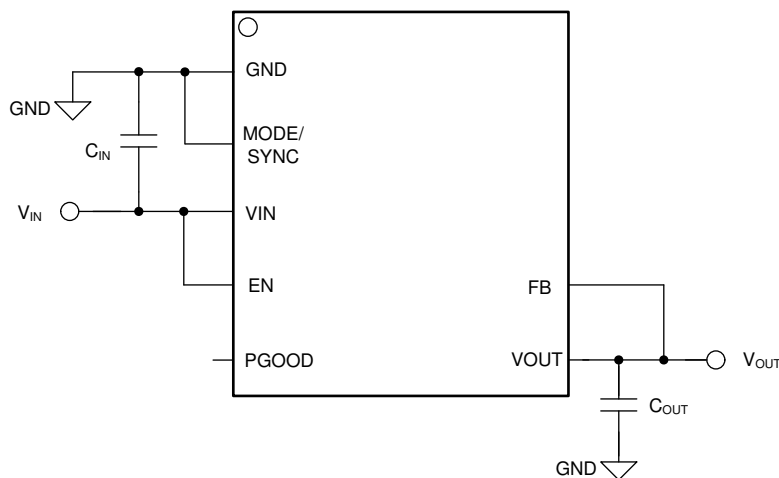 GND
GND
MODE/
SYNC
C_IN
V_IN
VIN
EN
FB
PGOOD
VOUT
V_OUT
C_OUT
GND